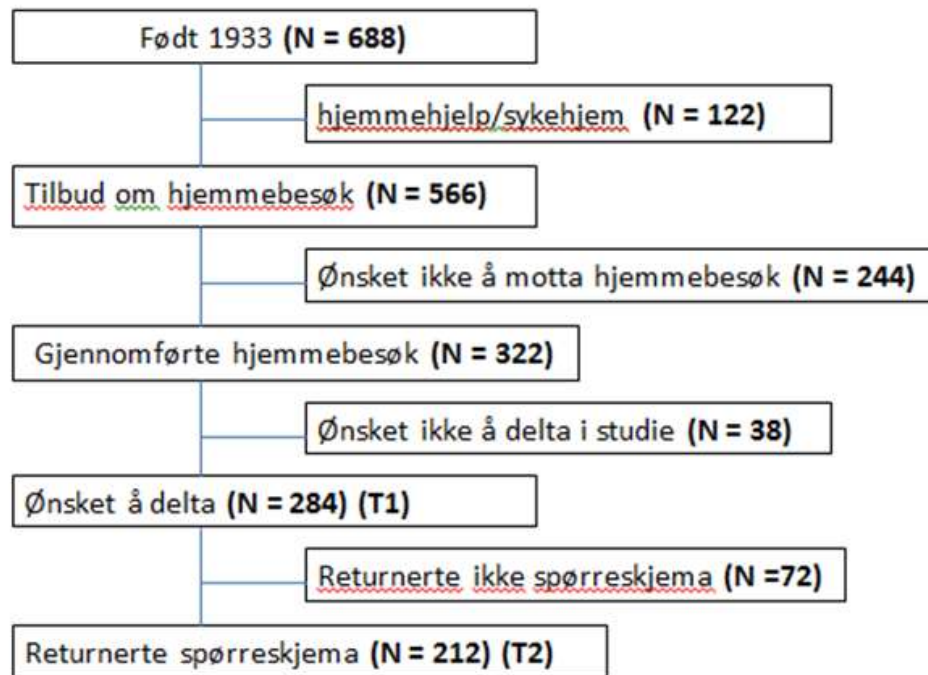 Født 1933 (N = 688)
hjemmehjelp/sykehjem (N = 122)
Tilbud om hjemmebesøk (N = 566)
Ønsket ikke å motta hjemmebesøk (N = 244)
Gjennomførte hjemmebesøk (N = 322)
Ønsket ikke å delta i studie (N = 38)
Ønsket å delta (N = 284) (T1)
Returnerte ikke spørreskjema (N =72)
Returnerte spørreskjema (N = 212) (T2)